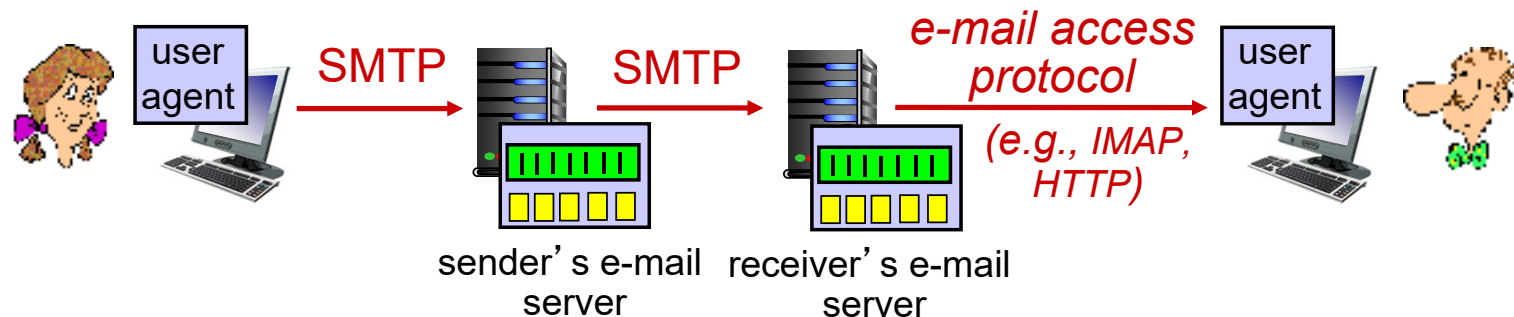 user
agent
SMTP
SMTP
e-mail access
protocol
(e.g., IMAP,
HTTP)
user
agent
sender’s e-mail
server
receiver’s e-mail
server